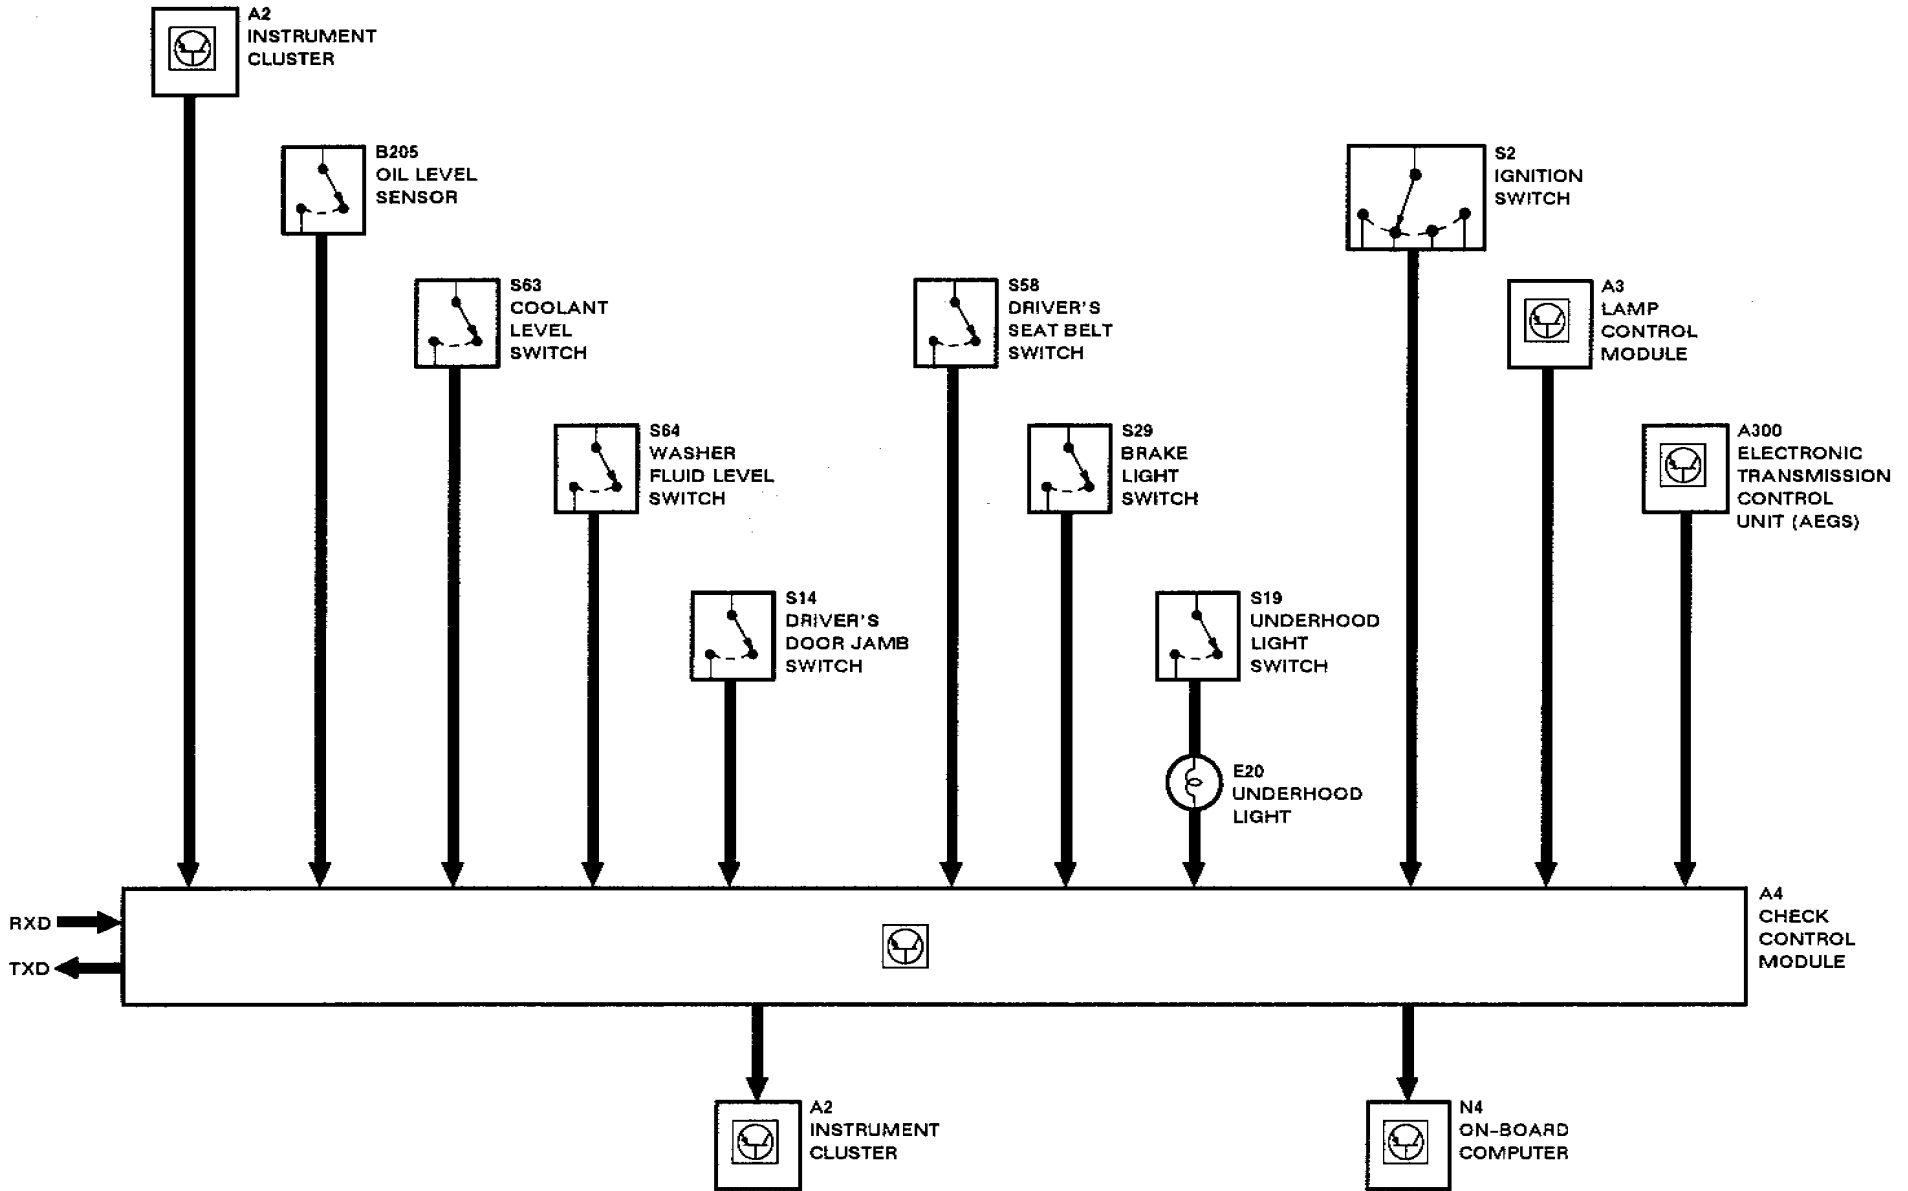 A2
INSTRUMENT
CLUSTER
B205
OIL LEVEL
SENSOR
S2
IGNITION
SWITCH
S63
COOLANT
LEVEL
SWITCH
S58
DRIVER'S
SEAT BELT
SWITCH
A3
LAMP
CONTROL
MODULE
S64
WASHER
FLUID LEVEL
SWITCH
S29
BRAKE
LIGHT
SWITCH
A300
ELECTRONIC
TRANSMISSION
CONTROL
UNIT (AEGS)
S14
DRIVER'S
DOOR JAMB
SWITCH
S19
UNDERHOOD
LIGHT
SWITCH
E20
UNDERHOOD
LIGHT
RXD
TXD
A4
CHECK
CONTROL
MODULE
A2
INSTRUMENT
CLUSTER
N4
ON-BOARD
COMPUTER